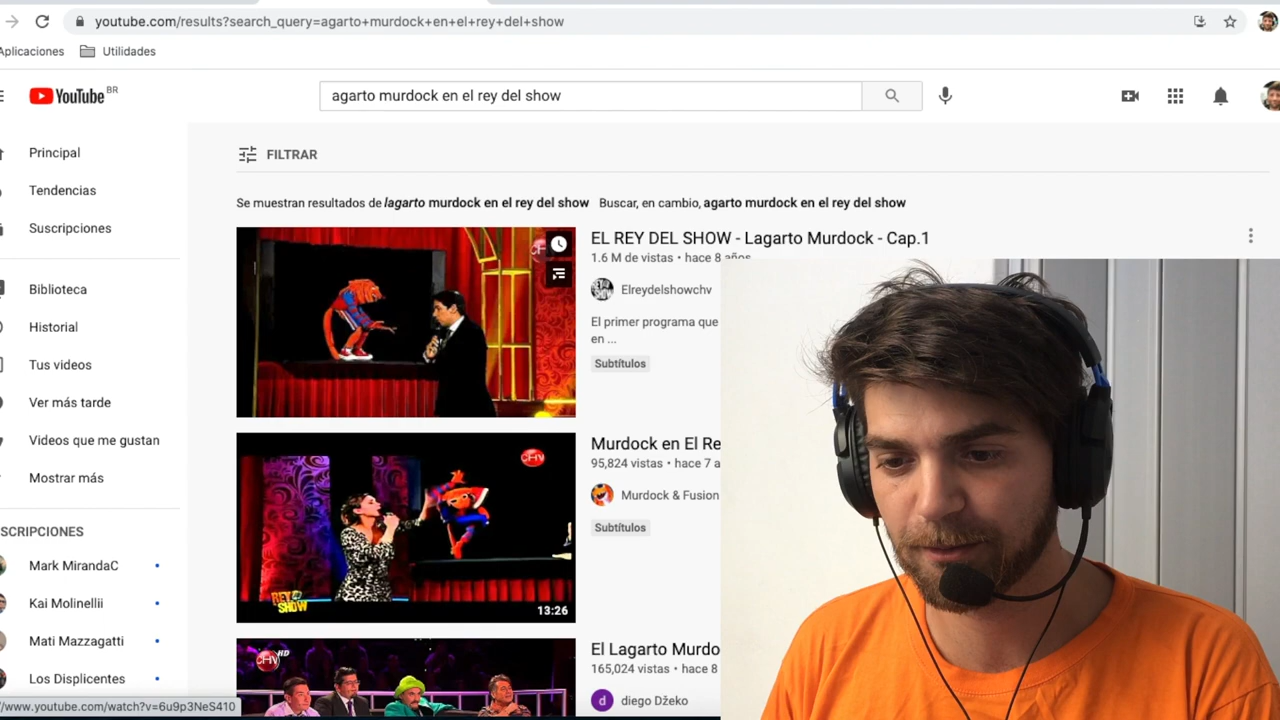 youtube.com/results?search_query=agarto+murdock+en+el+rey+del+show
Aplicaciones
Utilidades
YouTube BR
agarto murdock en el rey del show
Principal
Tendencias
Suscripciones
Biblioteca
Historial
Tus videos
Ver más tarde
Videos que me gustan
Mostrar más
SCRIPCIONES
Mark MirandaC
Kai Molinellii
Mati Mazzagatti
Los Displicentes
/www.youtube.com/watch?v=6u9p3NeS410
FILTRAR
Se muestran resultados de lagarto murdock en el rey del show Buscar, en cambio, agarto murdock en el rey del show
EL REY DEL SHOW - Lagarto Murdock - Cap.1
1.6 M de vistas • hace 8 años
Elreydelshowchv
El primer programa que
en ...
Subtítulos
CHV
REY
SHOW
13:26
Murdock en El Re
95,824 vistas • hace 7 a
Murdock & Fusion
Subtítulos
CHV HD
El Lagarto Murdo
165,024 vistas • hace 8
d
diego Džeko